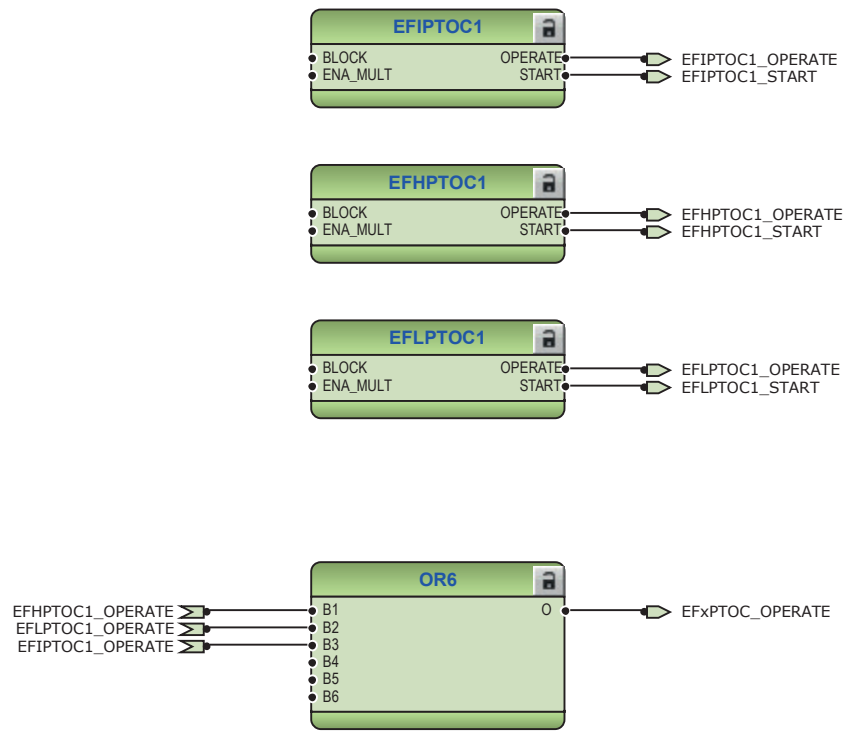 EFIPTOC1
BLOCK OPERATE EFIPTOC1_OPERATE
ENA_MULT START EFIPTOC1_START
EFHPTOC1
BLOCK OPERATE EFHPTOC1_OPERATE
ENA_MULT START EFHPTOC1_START
EFLPTOC1
BLOCK OPERATE EFLPTOC1_OPERATE
ENA_MULT START EFLPTOC1_START
OR6
EFHPTOC1_OPERATE B1 O EFxPTOC_OPERATE
EFLPTOC1_OPERATE B2
EFIPTOC1_OPERATE B3
B4
B5
B6